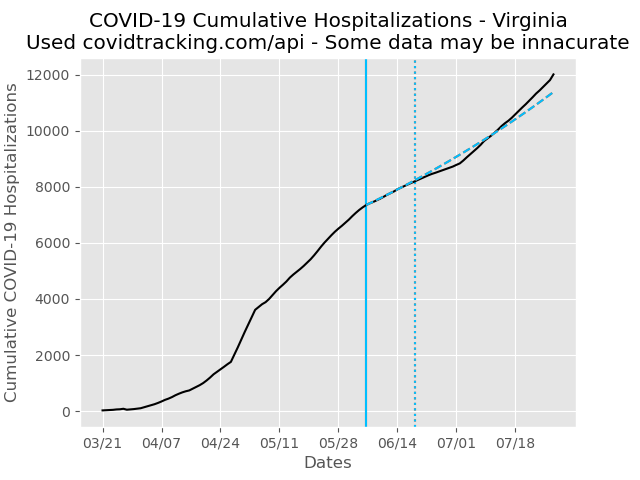 COVID-19 Cumulative Hospitalizations - Virginia
Used covidtracking.com/api - Some data may be innacurate
Cumulative COVID-19 Hospitalizations
12000
10000
8000
6000
4000
2000
0
03/21 04/07 04/24 05/11 05/28 06/14 07/01 07/18
Dates